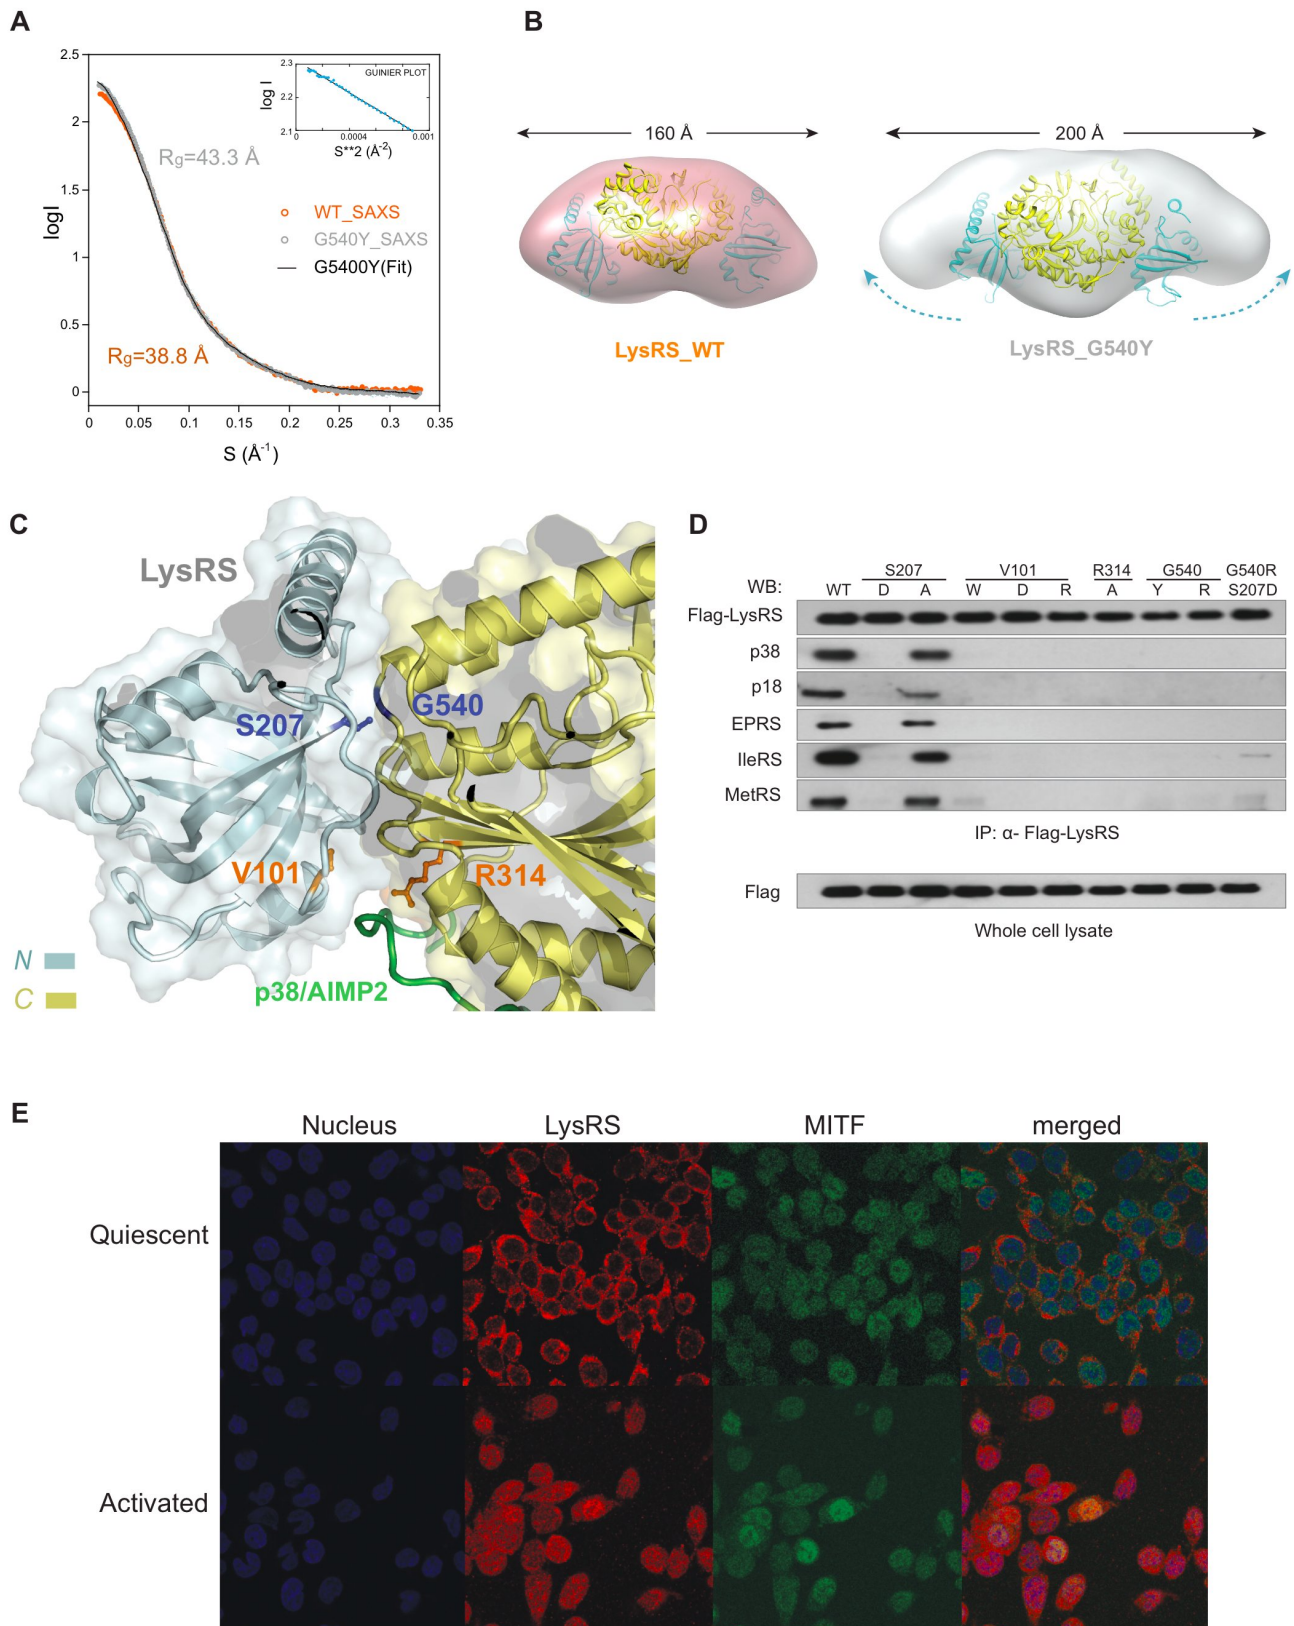 A
2.5
2
1.5
1
0.5
0
logI
0
0.05
0.1
0.15
0.2
0.25
0.3
0.35
S (Å-1)
Rg=43.3 Å
Rg=38.8 Å
WT_SAXS
G540Y_SAXS
G5400Y(Fit)
GUINIER PLOT
2.3
2.2
2.1
log I
0
0.0004
0.001
S**2 (Å-2)
B
160 Å
200 Å
LysRS_WT
LysRS_G540Y
C
LysRS
S207
G540
V101
R314
p38/AIMP2
N
C
D
S207 V101 R314 G540 G540R
WB: WT D A W D R A Y R S207D
Flag-LysRS
p38
p18
EPRS
IleRS
MetRS
IP: α- Flag-LysRS
Flag
Whole cell lysate
E
Nucleus LysRS MITF merged
Quiescent
Activated